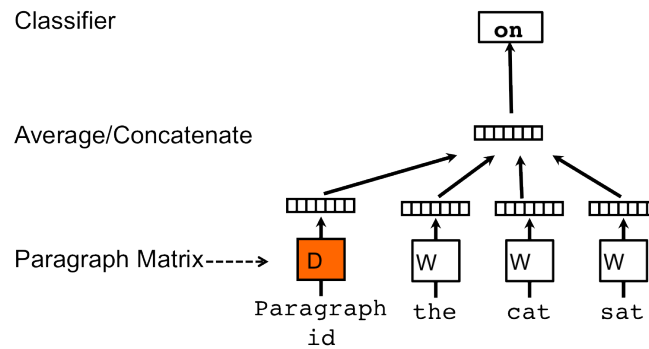 Classifier
on
Average/Concatenate
Paragraph Matrix
D
W
W
W
Paragraph
id
the
cat
sat